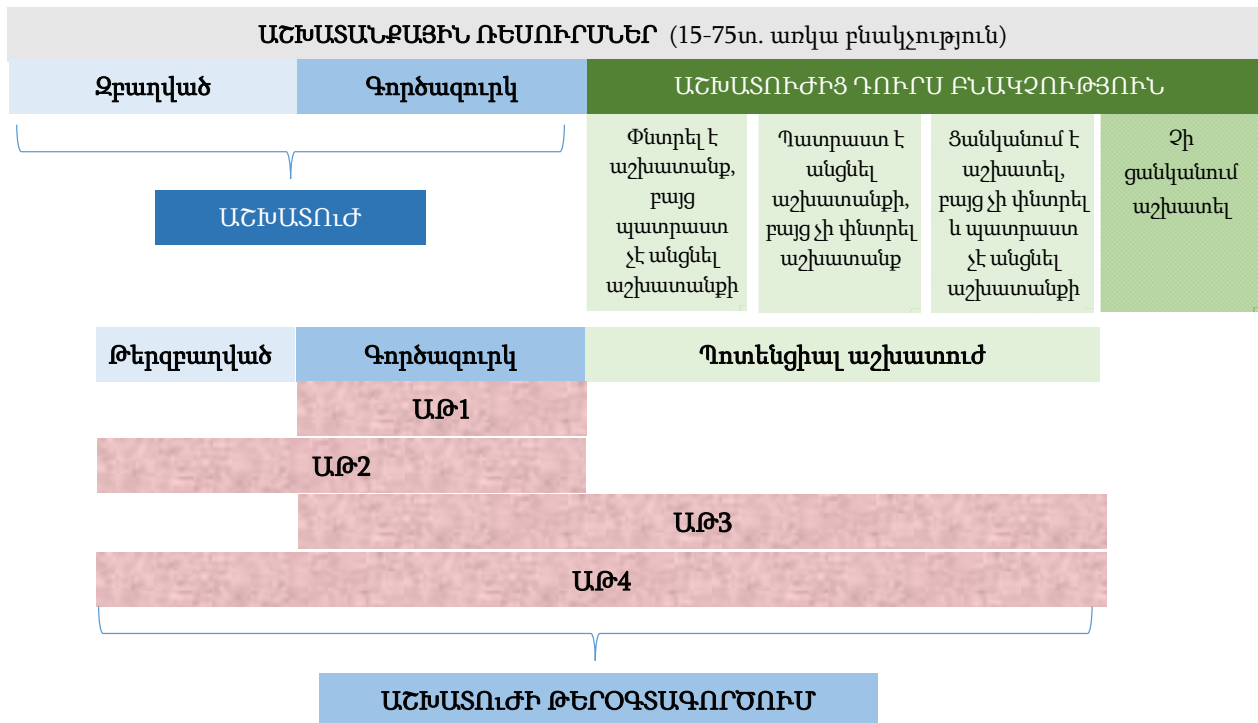 ԱՇԽԱՏԱՆՔԱՅԻՆ ՌԵՍՈՒՐՍՆԵՐ (15-75տ. առկա բնակչություն)
Զբաղված
Գործազուրկ
ԱՇԽԱՏՈՒԺԻՑ ԴՈՒՐՍ ԲՆԱԿՉՈՒԹՅՈՒՆ
ԱՇԽԱՏՈւԺ
Փնտրել է
աշխատանք,
բայց
պատրաստ
չէ անցնել
աշխատանքի
Պատրաստ է
անցնել
աշխատանքի,
բայց չի փնտրել
աշխատանք
Ցանկանում է
աշխատել,
բայց չի փնտրել
և պատրաստ
չէ անցնել
աշխատանքի
Չի
ցանկանում
աշխատել
Թերզբաղված
Գործազուրկ
Պոտենցիալ աշխատուժ
ԱԹ1
ԱԹ2
ԱԹ3
ԱԹ4
ԱՇԽԱՏՈւԺԻ ԹԵՐՕԳՏԱԳՈՐԾՈՒՄ